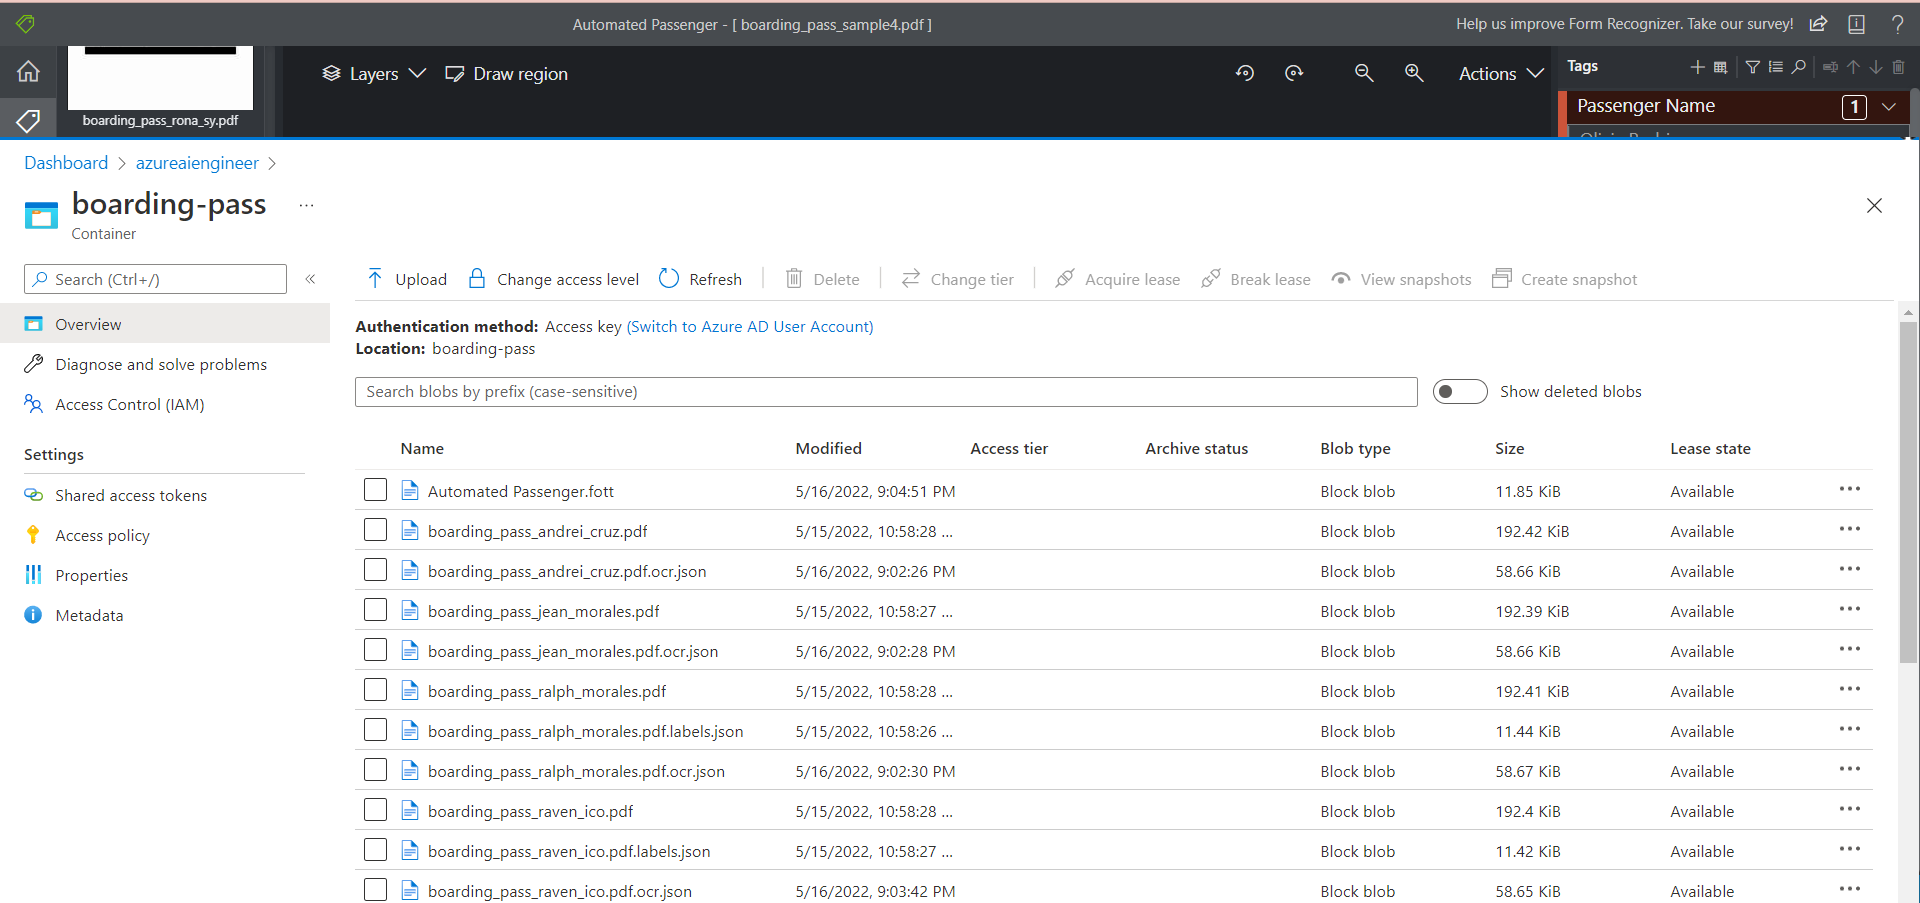 Automated Passenger - [ boarding_pass_sample4.pdf ]
Help us improve Form Recognizer. Take our survey!
boarding_pass_rona_sy.pdf
Layers
Draw region
Actions
Tags
Passenger Name 1
Dashboard > azureaiengineer >
boarding-pass ...
Container
Search (Ctrl+/)
«
Overview
Diagnose and solve problems
Access Control (IAM)
Settings
Shared access tokens
Access policy
Properties
Metadata
Upload Change access level Refresh Delete Change tier Acquire lease Break lease View snapshots Create snapshot
Authentication method: Access key (Switch to Azure AD User Account)
Location: boarding-pass
Search blobs by prefix (case-sensitive)
Show deleted blobs
Name Modified Access tier Archive status Blob type Size Lease state
Automated Passenger.fott 5/16/2022, 9:04:51 PM Block blob 11.85 KiB Available ...
boarding_pass_andrei_cruz.pdf 5/15/2022, 10:58:28 ... Block blob 192.42 KiB Available ...
boarding_pass_andrei_cruz.pdf.ocr.json 5/16/2022, 9:02:26 PM Block blob 58.66 KiB Available ...
boarding_pass_jean_morales.pdf 5/15/2022, 10:58:27 ... Block blob 192.39 KiB Available ...
boarding_pass_jean_morales.pdf.ocr.json 5/16/2022, 9:02:28 PM Block blob 58.66 KiB Available ...
boarding_pass_ralph_morales.pdf 5/15/2022, 10:58:28 ... Block blob 192.41 KiB Available ...
boarding_pass_ralph_morales.pdf.labels.json 5/15/2022, 10:58:26 ... Block blob 11.44 KiB Available ...
boarding_pass_ralph_morales.pdf.ocr.json 5/16/2022, 9:02:30 PM Block blob 58.67 KiB Available ...
boarding_pass_raven_ico.pdf 5/15/2022, 10:58:28 ... Block blob 192.4 KiB Available ...
boarding_pass_raven_ico.pdf.labels.json 5/15/2022, 10:58:27 ... Block blob 11.42 KiB Available ...
boarding_pass_raven_ico.pdf.ocr.json 5/16/2022, 9:03:42 PM Block blob 58.65 KiB Available ...